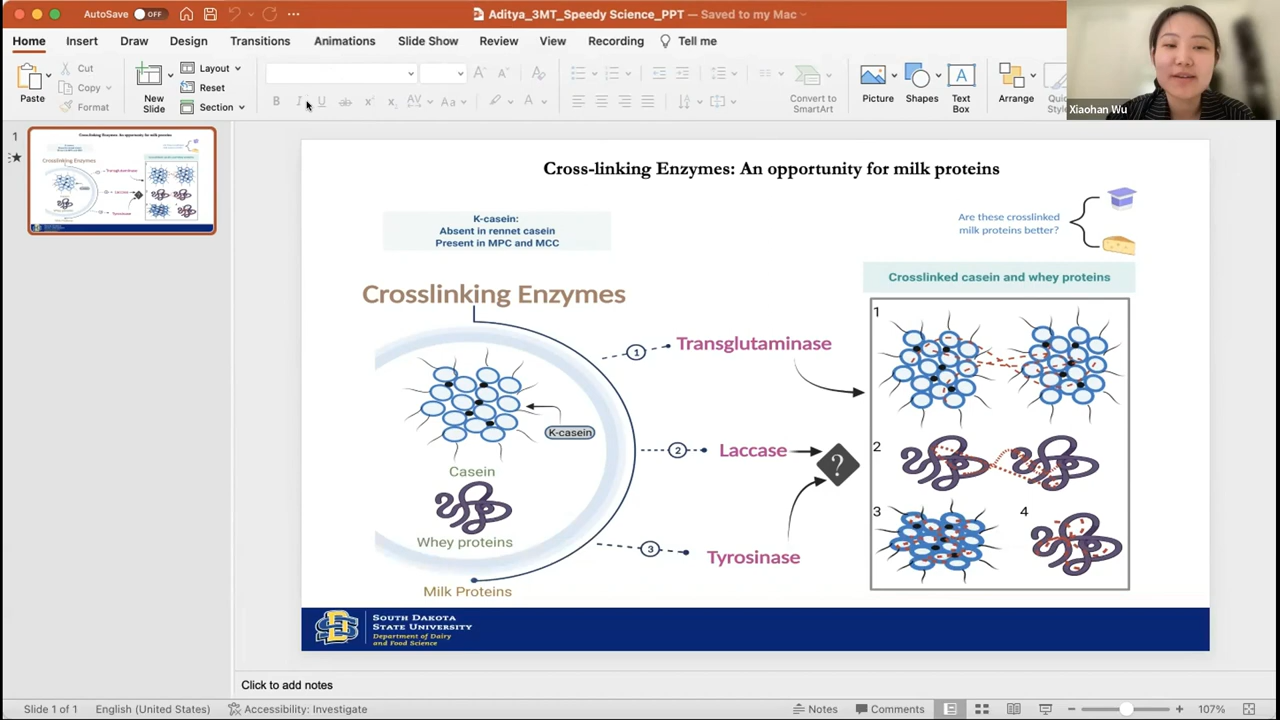 AutoSave OFF
Aditya_3MT_Speedy Science_PPT — Saved to my Mac
Home Insert Draw Design Transitions Animations Slide Show Review View Recording Tell me
Paste
Cut
Copy
Format
New
Slide
Layout
Reset
Section
Convert to
SmartArt
Picture
Shapes
Text
Box
Arrange
Xiaohan Wu
1
Cross-linking Enzymes: An opportunity for milk proteins
K-casein:
Absent in rennet casein
Present in MPC and MCC
Are these crosslinked
milk proteins better?
Crosslinked casein and whey proteins
Crosslinking Enzymes
1
Transglutaminase
2
Laccase
?
3
Tyrosinase
K-casein
Casein
Whey proteins
Milk Proteins
1
2
3
4
SOUTH DAKOTA
STATE UNIVERSITY
Department of Dairy
and Food Science
Click to add notes
Slide 1 of 1 English (United States) Accessibility: Investigate Notes Comments 107%